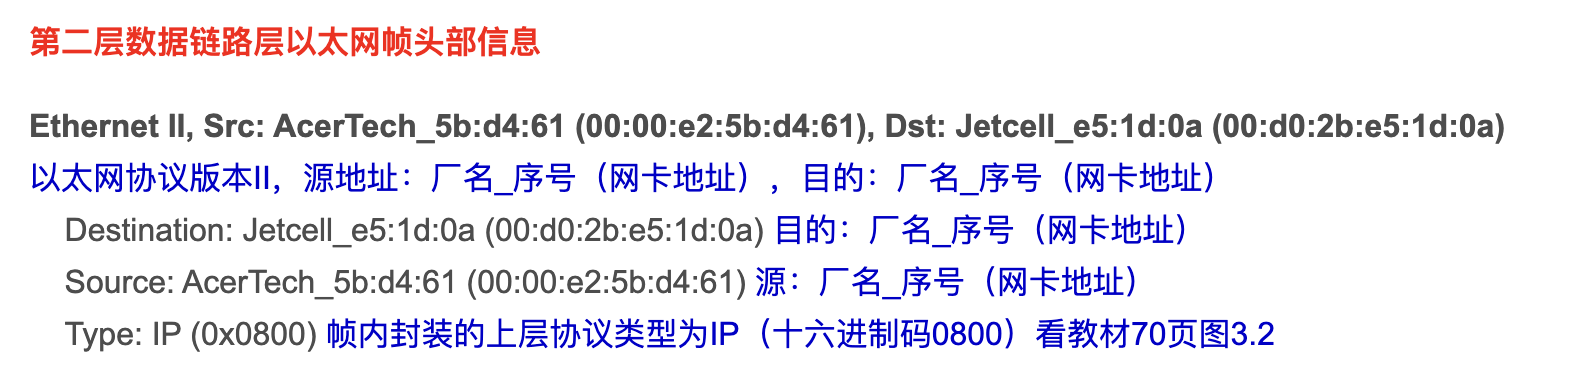 第二层数据链路层以太网帧头部信息
Ethernet II, Src: AcerTech_5b:d4:61 (00:00:e2:5b:d4:61), Dst: Jetcell_e5:1d:0a (00:d0:2b:e5:1d:0a)
以太网协议版本II，源地址：厂名_序号（网卡地址），目的：厂名_序号（网卡地址）
Destination: Jetcell_e5:1d:0a (00:d0:2b:e5:1d:0a) 目的：厂名_序号（网卡地址）
Source: AcerTech_5b:d4:61 (00:00:e2:5b:d4:61) 源：厂名_序号（网卡地址）
Type: IP (0x0800) 帧内封装的上层协议类型为IP（十六进制码0800）看教材70页图3.2